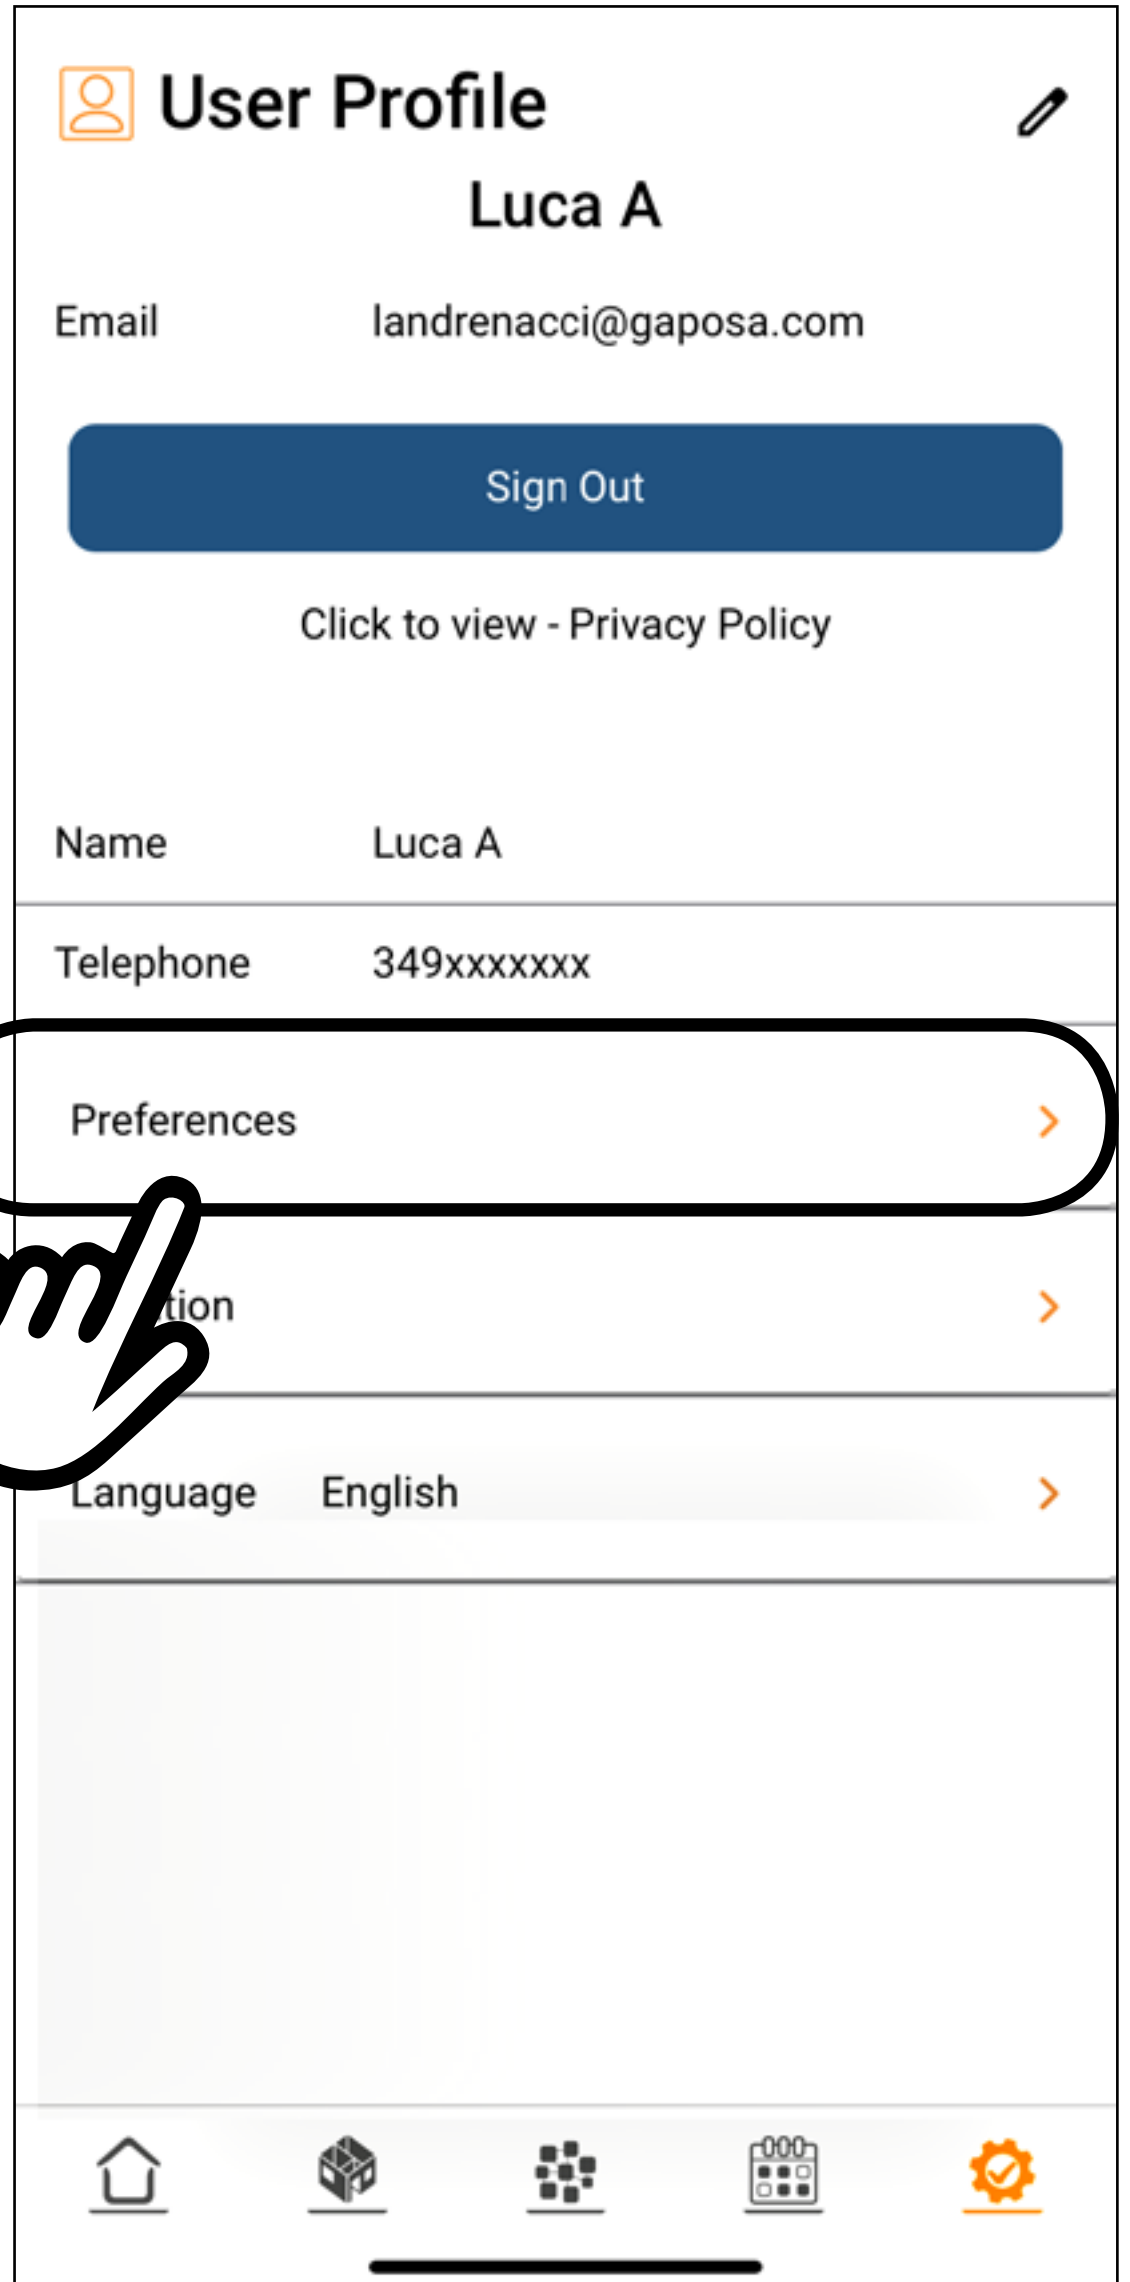 User Profile
Luca A
Email landrenacci@gaposa.com
Sign Out
Click to view - Privacy Policy
Name Luca A
Telephone 349xxxxxxx
Preferences
Language English